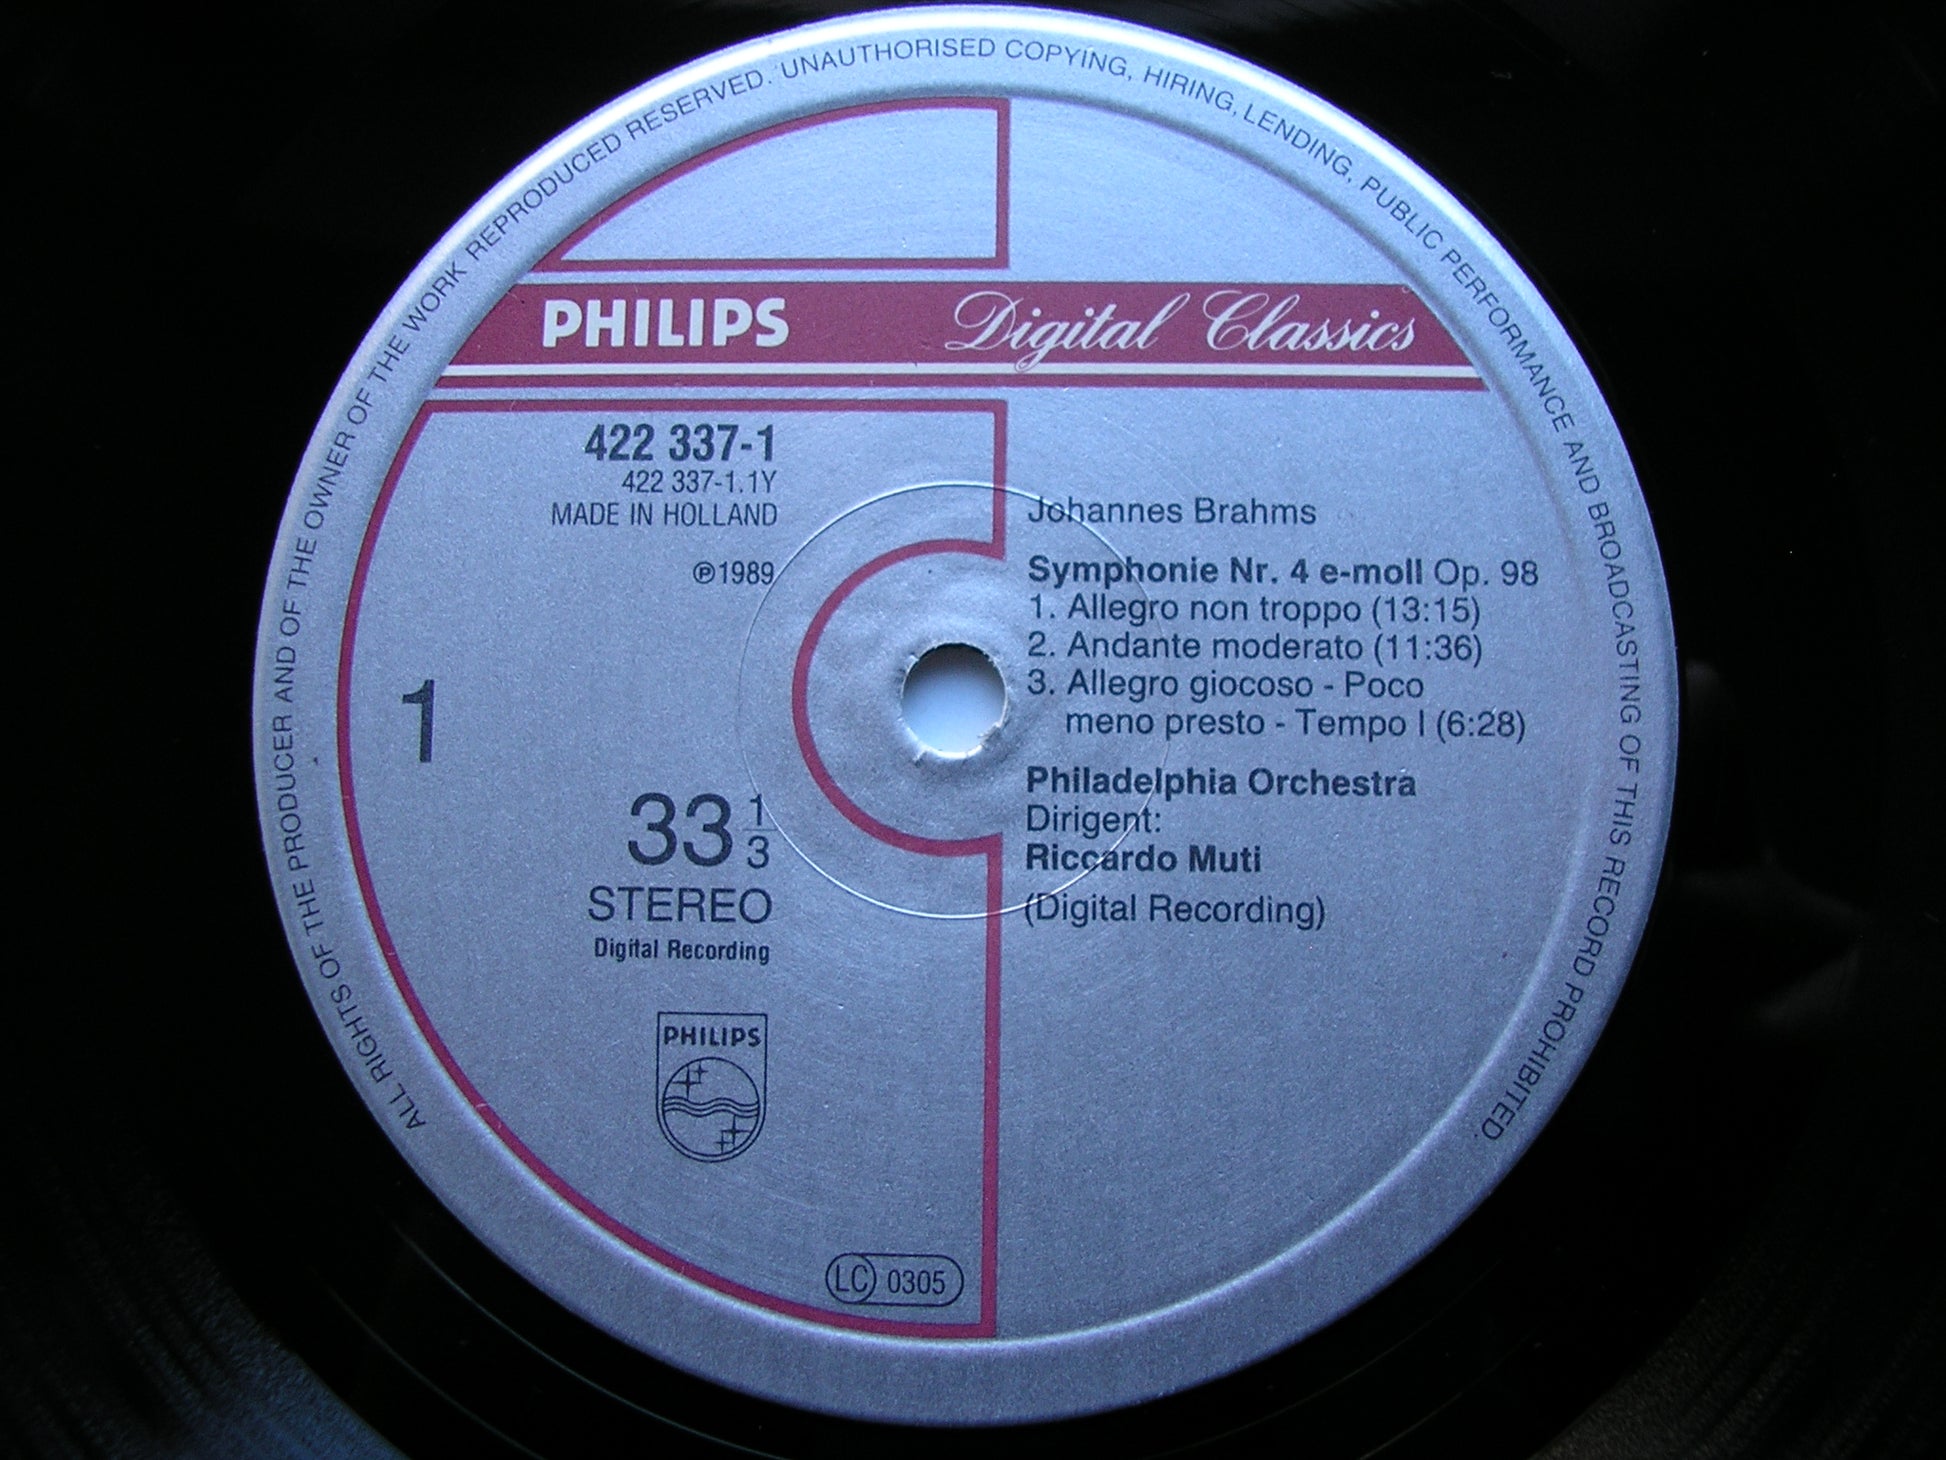 ALL RIGHTS OF THE PRODUCER AND OF THE OWNER OF THE WORK REPRODUCED RESERVED. UNAUTHORISED COPYING, HIRING, LENDING, PUBLIC PERFORMANCE AND BROADCASTING OF THIS RECORD PROHIBITED.
PHILIPS Digital Classics
422 337-1
422 337-1.1Y
MADE IN HOLLAND
℗1989
1
33 1/3
STEREO
Digital Recording
PHILIPS
LC 0305
Johannes Brahms
Symphonie Nr. 4 e-moll Op. 98
1. Allegro non troppo (13:15)
2. Andante moderato (11:36)
3. Allegro giocoso - Poco
meno presto - Tempo I (6:28)
Philadelphia Orchestra
Dirigent:
Riccardo Muti
(Digital Recording)